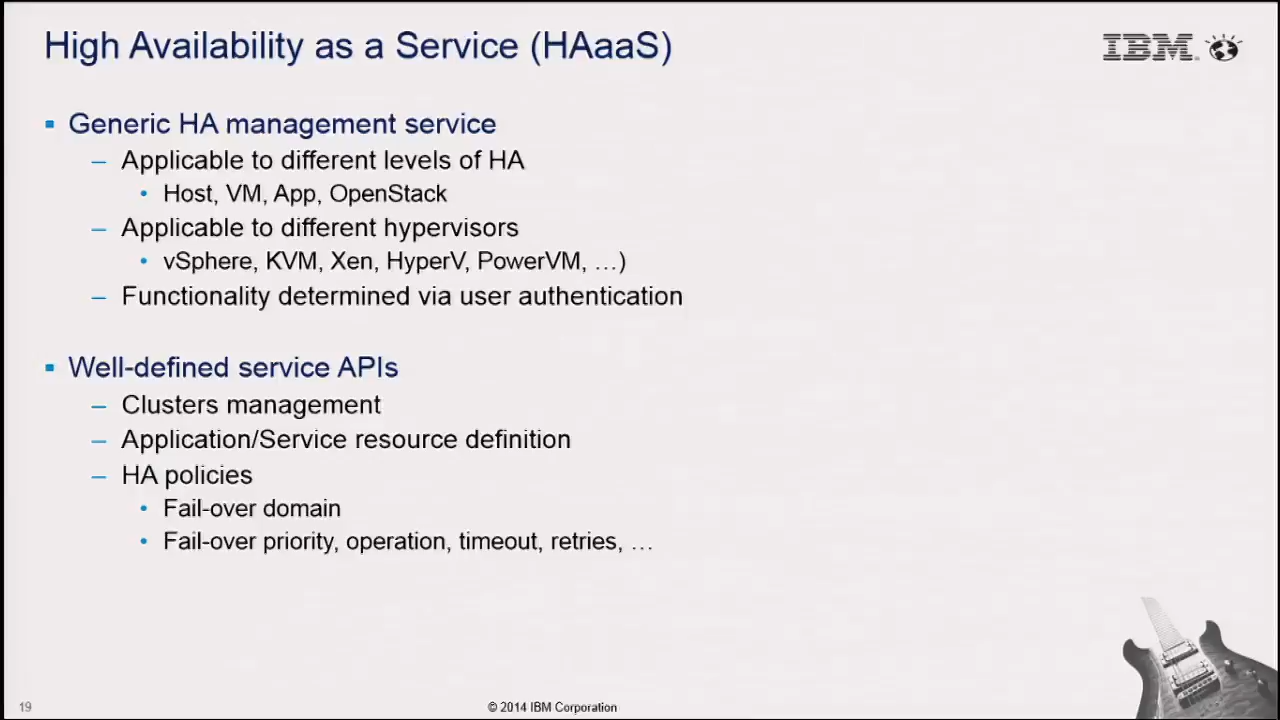 High Availability as a Service (HAaaS)
IBM
▪ Generic HA management service
– Applicable to different levels of HA
• Host, VM, App, OpenStack
– Applicable to different hypervisors
• vSphere, KVM, Xen, HyperV, PowerVM, …)
– Functionality determined via user authentication
▪ Well-defined service APIs
– Clusters management
– Application/Service resource definition
– HA policies
• Fail-over domain
• Fail-over priority, operation, timeout, retries, …
19
© 2014 IBM Corporation